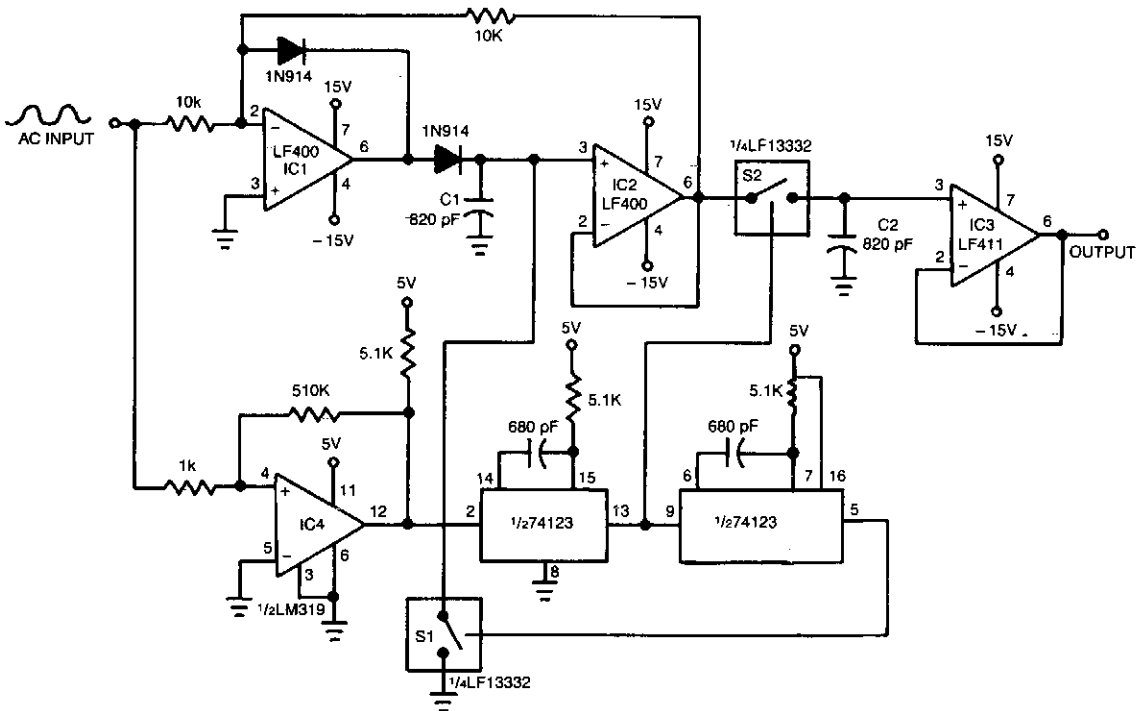 10K
1N914
15V
10k
AC INPUT
2
7
1N914
15V
15V
LF400
IC1
6
3
4
−15V
C1
820 pF
3
7
IC2
LF400
6
2
4
−15V
1/4LF13332
S2
C2
820 pF
3
7
IC3
LF411
6
OUTPUT
2
4
−15V
5V
5.1K
510K
5V
5.1K
5V
5.1K
1k
5V
680 pF
680 pF
4
11
12
14
15
6
7
16
IC4
2
1/274123
13
9
1/274123
5
5
3
6
8
1/2LM319
S1
1/4LF13332